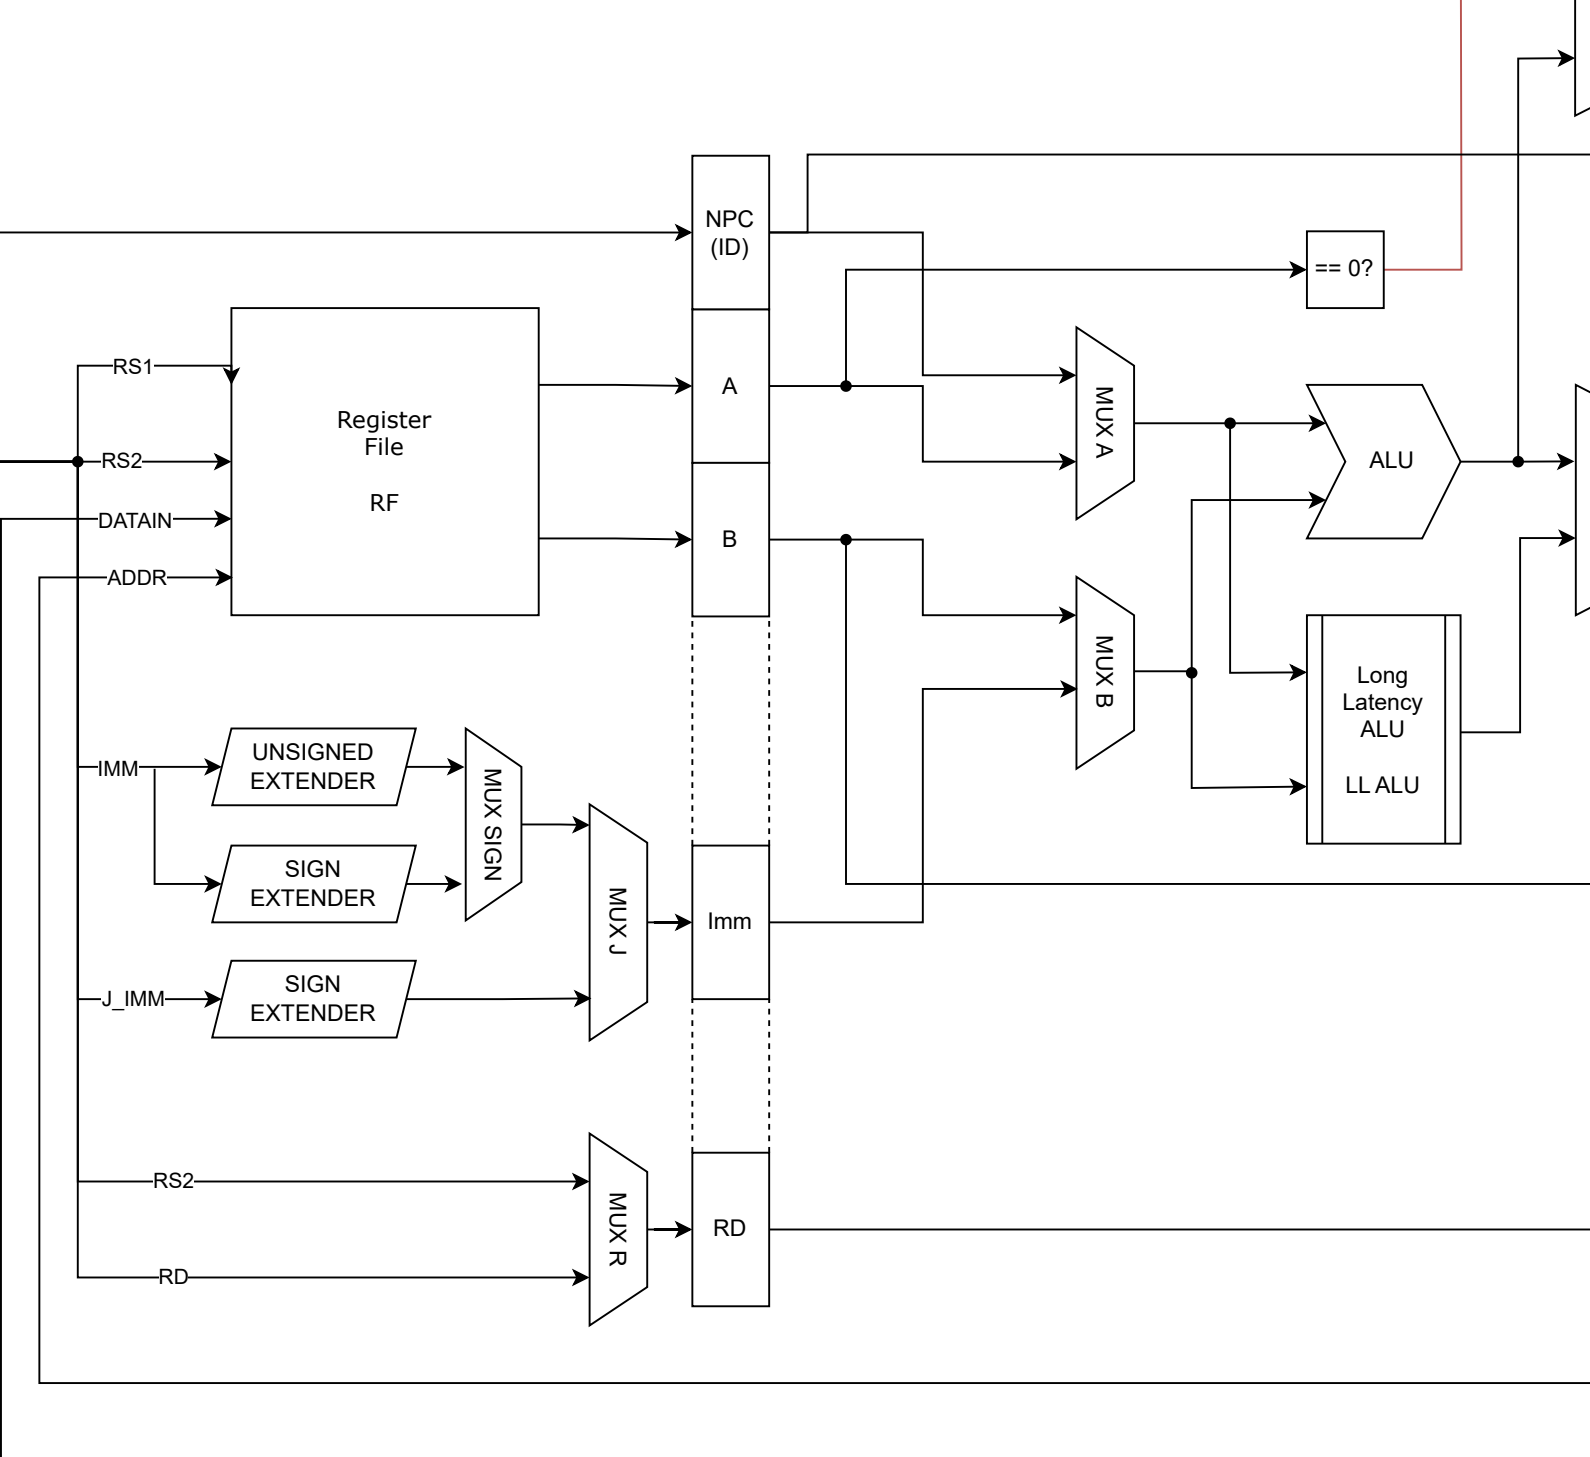 NPC
(ID)
== 0?
RS1
Register
File
RF
A
MUX A
ALU
RS2
DATAIN
B
ADDR
MUX B
Long
Latency
ALU
LL ALU
IMM
UNSIGNED
EXTENDER
MUX SIGN
SIGN
EXTENDER
MUX J
Imm
J_IMM
SIGN
EXTENDER
RS2
MUX R
RD
RD